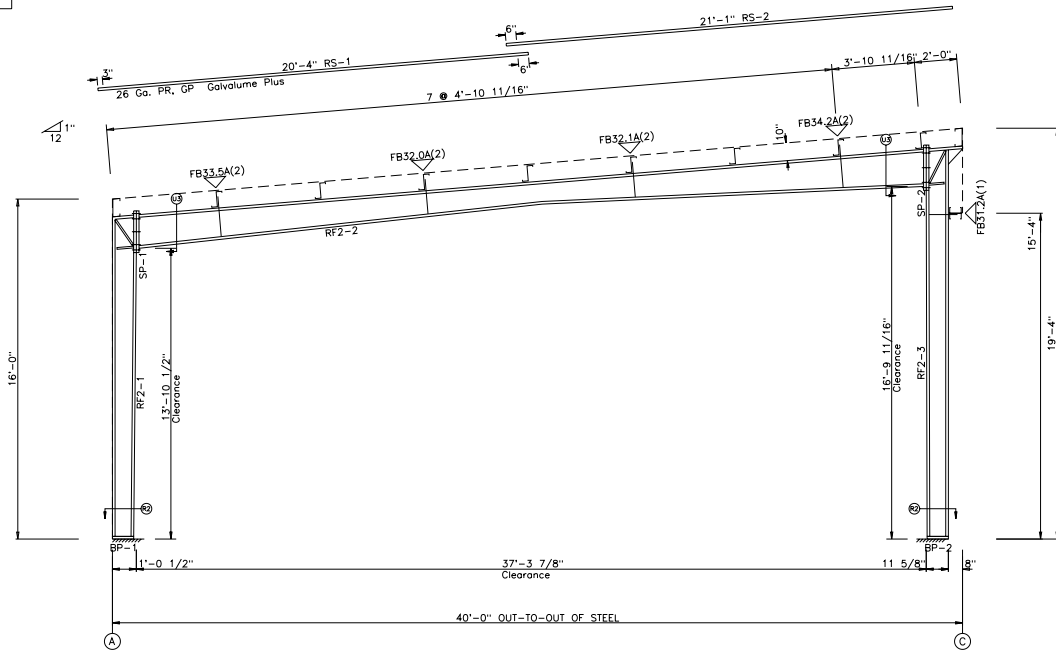 21'-1" RS-2
6"
20'-4" RS-1
6"
3"
26 Ga. PR, GP Galvalume Plus
3'-10 11/16"
2'-0"
7 @ 4'-10 11/16"
1"
12
FB34.2A(2)
10"
U3
FB32.1A(2)
FB32.0A(2)
FB33.5A(2)
U3
SP-2
FB31.2A(1)
RF2-2
SP-1
15'-4"
19'-4"
16'-0"
RF2-1
13'-10 1/2"
Clearance
16'-9 11/16"
Clearance
RF2-3
R2
R2
BP-1
BP-2
1'-0 1/2"
37'-3 7/8"
Clearance
11 5/8"
8"
40'-0" OUT-TO-OUT OF STEEL
A
C